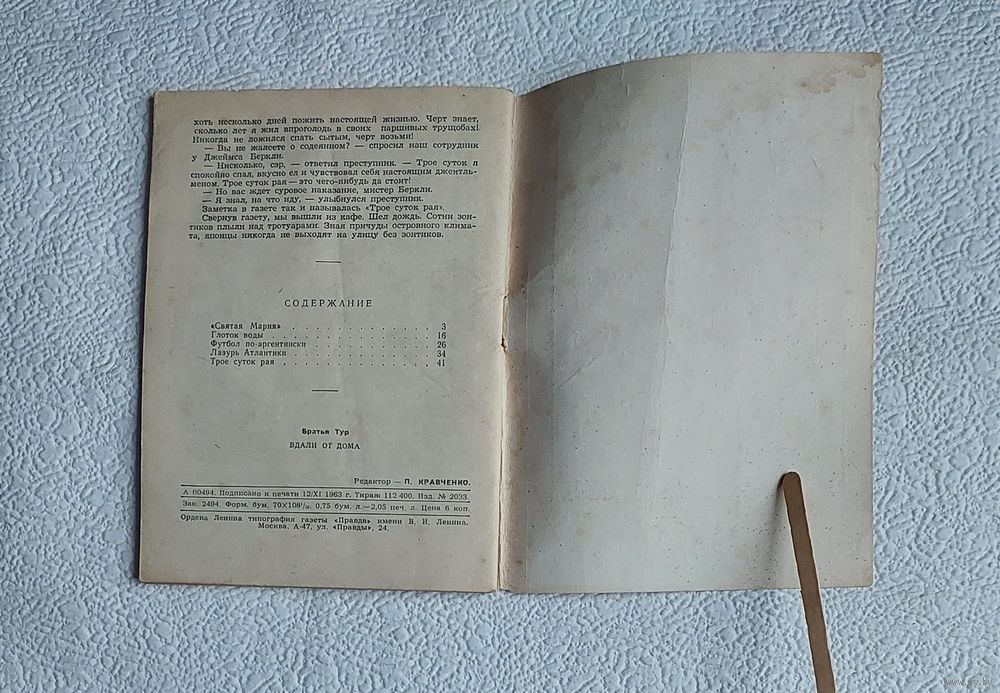 хоть несколько дней пожить настоящей жизнью. Черт знает,
сколько лет я жил впроголодь в своих паршивых трущобах!
Никогда не ложился спать сытым, черт возьми!
— Вы не жалеете о содеянном? — спросил наш сотрудник
у Джеймса Беркли.
— Нисколько, сэр, — ответил преступник. — Трое суток я
спокойно спал, вкусно ел и чувствовал себя настоящим джентль-
меном. Трое суток рая — это чего-нибудь да стоит!
— Но вас ждет суровое наказание, мистер Беркли.
— Я знал, на что иду, — улыбнулся преступник.
Заметка в газете так и называлась «Трое суток рая».
Свернув газету, мы вышли из кафе. Шел дождь. Сотни зон-
тиков плыли над тротуарами. Зная причуды островного клима-
та, японцы никогда не выходят на улицу без зонтиков.
СОДЕРЖАНИЕ
«Святая Мария» . . . . . . . . . . . . 3
Глоток воды . . . . . . . . . . . . 16
Футбол по-аргентински . . . . . . . . . . 26
Лазурь Атлантики . . . . . . . . . . . 34
Трое суток рая . . . . . . . . . . . . 41
Братья Тур
ВДАЛИ ОТ ДОМА
Редактор — П. КРАВЧЕНКО.
А 00494. Подписано к печати 12/XI 1963 г. Тираж 112 400. Изд. № 2033.
Зак. 2494. Форм. бум. 70×108¹/₃₂. 0,75 бум. л.—2,05 печ. л. Цена 6 коп.
Ордена Ленина типография газеты «Правда» имени В. И. Ленина.
Москва, А-47, ул. «Правды», 24.